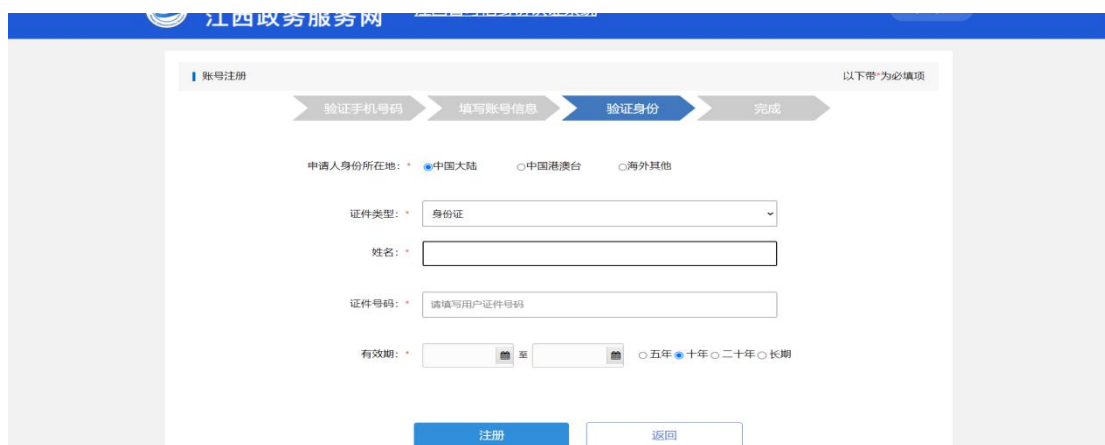 江西政务服务网
账号注册 以下带*为必填项
验证手机号码 填写账号信息 验证身份 完成
申请人身份所在地: * 中国大陆 中国港澳台 海外其他
证件类型: * 身份证
姓名: *
证件号码: * 请填写用户证件号码
有效期: * 至 五年 十年 二十年 长期
注册 返回